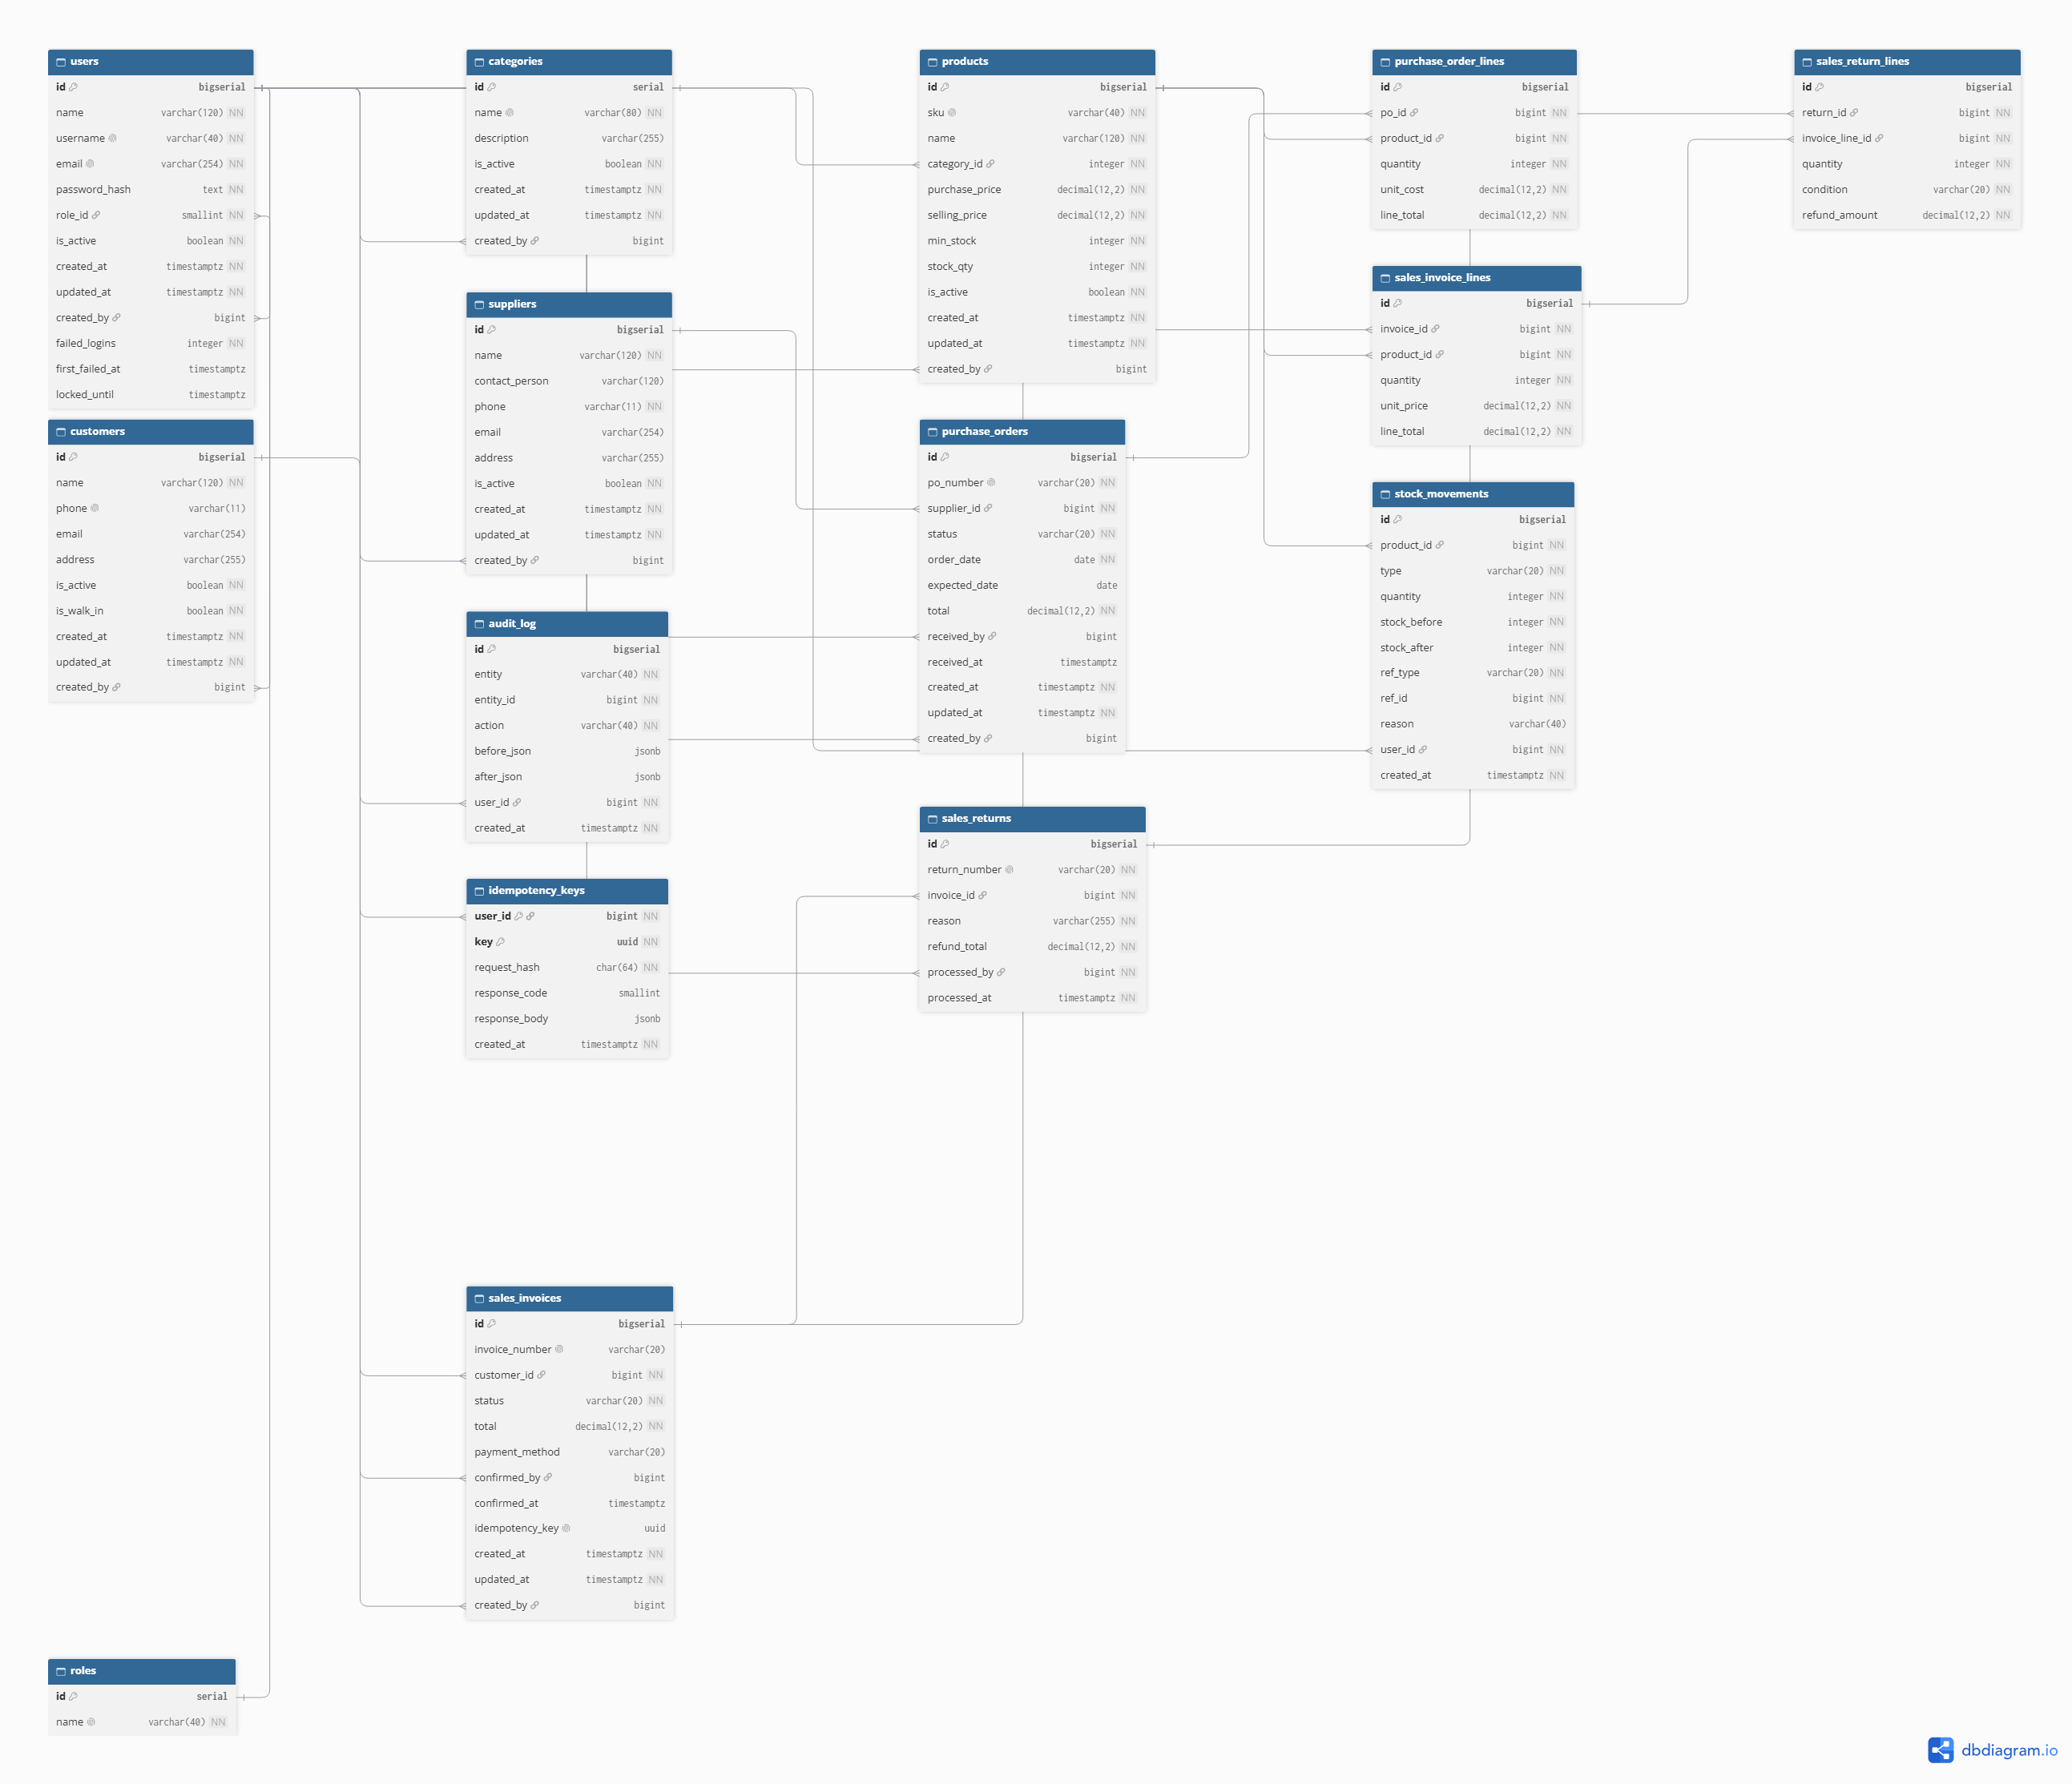 users
id bigserial
name varchar(120) NN
username varchar(40) NN
email varchar(254) NN
password_hash text NN
role_id smallint NN
is_active boolean NN
created_at timestamptz NN
updated_at timestamptz NN
created_by bigint
failed_logins integer NN
first_failed_at timestamptz
locked_until timestamptz
customers
id bigserial
name varchar(120) NN
phone varchar(11)
email varchar(254)
address varchar(255)
is_active boolean NN
is_walk_in boolean NN
created_at timestamptz NN
updated_at timestamptz NN
created_by bigint
roles
id serial
name varchar(40) NN
categories
id serial
name varchar(80) NN
description varchar(255)
is_active boolean NN
created_at timestamptz NN
updated_at timestamptz NN
created_by bigint
suppliers
id bigserial
name varchar(120) NN
contact_person varchar(120)
phone varchar(11) NN
email varchar(254)
address varchar(255)
is_active boolean NN
created_at timestamptz NN
updated_at timestamptz NN
created_by bigint
audit_log
id bigserial
entity varchar(40) NN
entity_id bigint NN
action varchar(40) NN
before_json jsonb
after_json jsonb
user_id bigint NN
created_at timestamptz NN
idempotency_keys
user_id bigint NN
key uuid NN
request_hash char(64) NN
response_code smallint
response_body jsonb
created_at timestamptz NN
sales_invoices
id bigserial
invoice_number varchar(20)
customer_id bigint NN
status varchar(20) NN
total decimal(12,2) NN
payment_method varchar(20)
confirmed_by bigint
confirmed_at timestamptz
idempotency_key uuid
created_at timestamptz NN
updated_at timestamptz NN
created_by bigint
products
id bigserial
sku varchar(40) NN
name varchar(120) NN
category_id integer NN
purchase_price decimal(12,2) NN
selling_price decimal(12,2) NN
min_stock integer NN
stock_qty integer NN
is_active boolean NN
created_at timestamptz NN
updated_at timestamptz NN
created_by bigint
purchase_orders
id bigserial
po_number varchar(20) NN
supplier_id bigint NN
status varchar(20) NN
order_date date NN
expected_date date
total decimal(12,2) NN
received_by bigint
received_at timestamptz
created_at timestamptz NN
updated_at timestamptz NN
created_by bigint
sales_returns
id bigserial
return_number varchar(20) NN
invoice_id bigint NN
reason varchar(255) NN
refund_total decimal(12,2) NN
processed_by bigint NN
processed_at timestamptz NN
purchase_order_lines
id bigserial
po_id bigint NN
product_id bigint NN
quantity integer NN
unit_cost decimal(12,2) NN
line_total decimal(12,2) NN
sales_invoice_lines
id bigserial
invoice_id bigint NN
product_id bigint NN
quantity integer NN
unit_price decimal(12,2) NN
line_total decimal(12,2) NN
stock_movements
id bigserial
product_id bigint NN
type varchar(20) NN
quantity integer NN
stock_before integer NN
stock_after integer NN
ref_type varchar(20) NN
ref_id bigint NN
reason varchar(40)
user_id bigint NN
created_at timestamptz NN
sales_return_lines
id bigserial
return_id bigint NN
invoice_line_id bigint NN
quantity integer NN
condition varchar(20) NN
refund_amount decimal(12,2) NN
dbdiagram.io